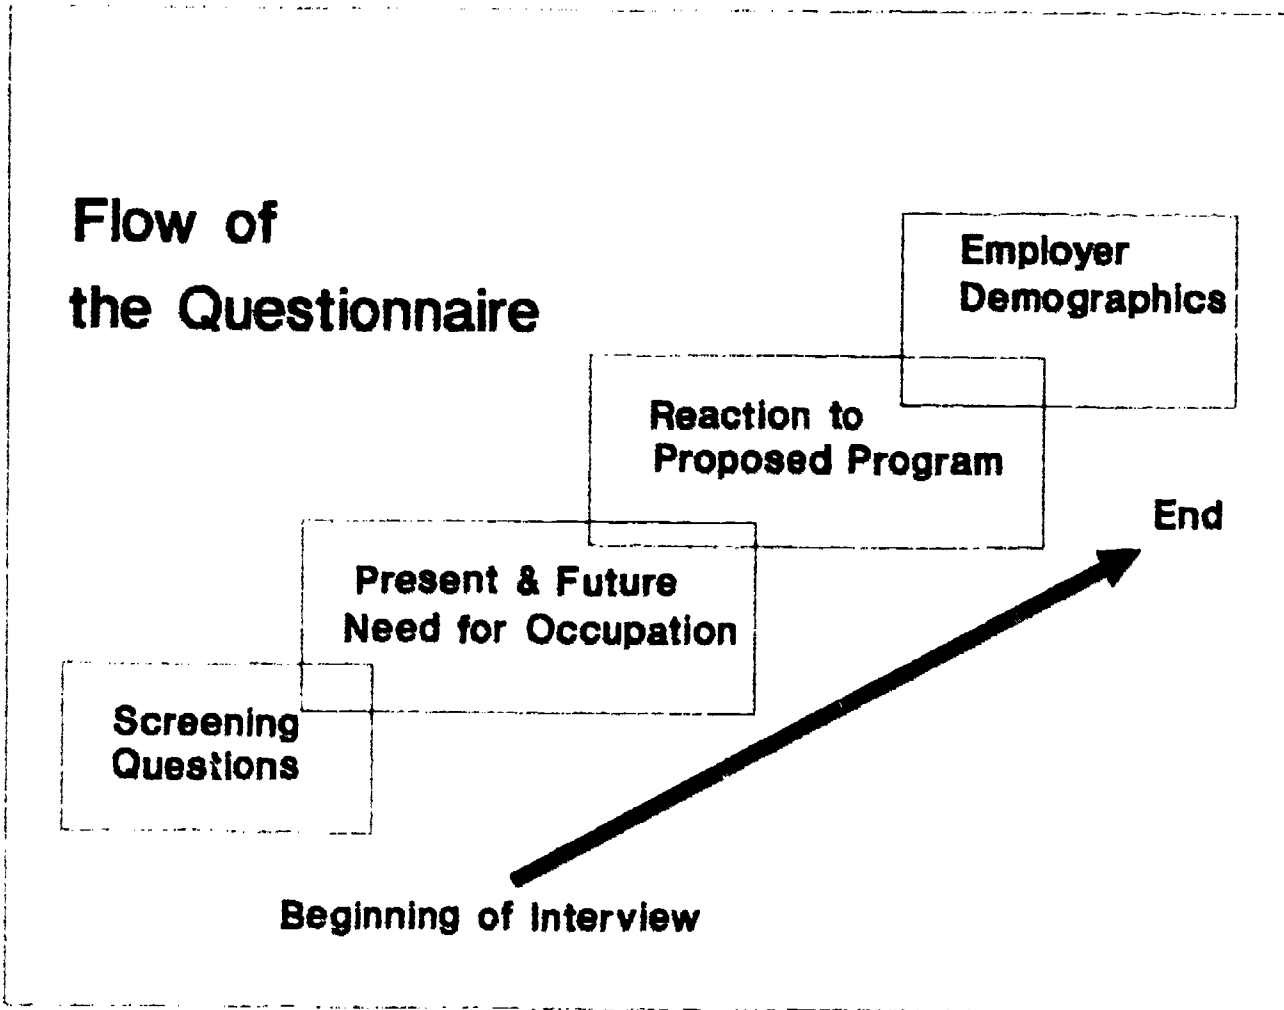 Flow of
the Questionnaire
Employer
Demographics
Reaction to
Proposed Program
End
Present & Future
Need for Occupation
Screening
Questions
Beginning of Interview